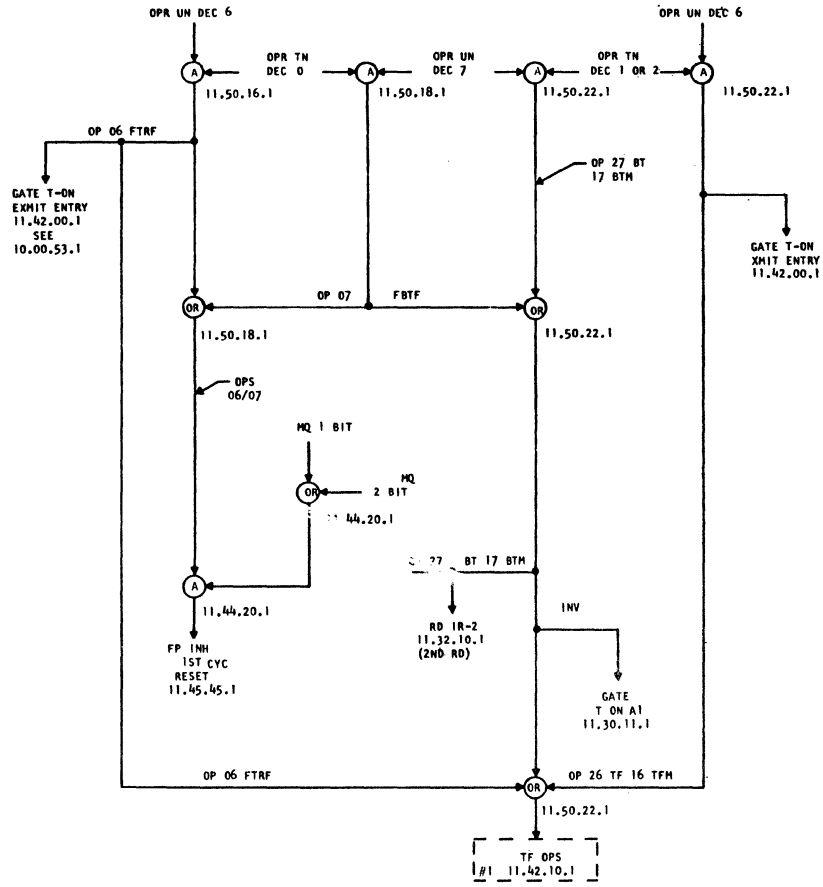 OPR UN DEC 6
OPR UN DEC 6
OPR TN
DEC 0
OPR UN
DEC 7
OPR TN
DEC 1 OR 2
A
A
A
A
11.50.16.1
11.50.18.1
11.50.22.1
11.50.22.1
OP 06 FTRF
OP 27 BT
17 BTM
GATE T-ON
EXMIT ENTRY
11.42.00.1
SEE
10.00.53.1
GATE T-ON
XMIT ENTRY
11.42.00.1
OP 07 FBTF
OR
OR
11.50.18.1
11.50.22.1
OPS
06/07
MQ 1 BIT
MQ
2 BIT
OR
44.20.1
27 BT 17 BTM
A
11.44.20.1
INV
RD IR-2
11.32.10.1
(2ND RD)
FP INH
1ST CYC
RESET
11.45.45.1
GATE
T ON A1
11.30.11.1
OP 06 FTRF
OP 26 TF 16 TFM
OR
11.50.22.1
TF OPS
#1 11.42.10.1